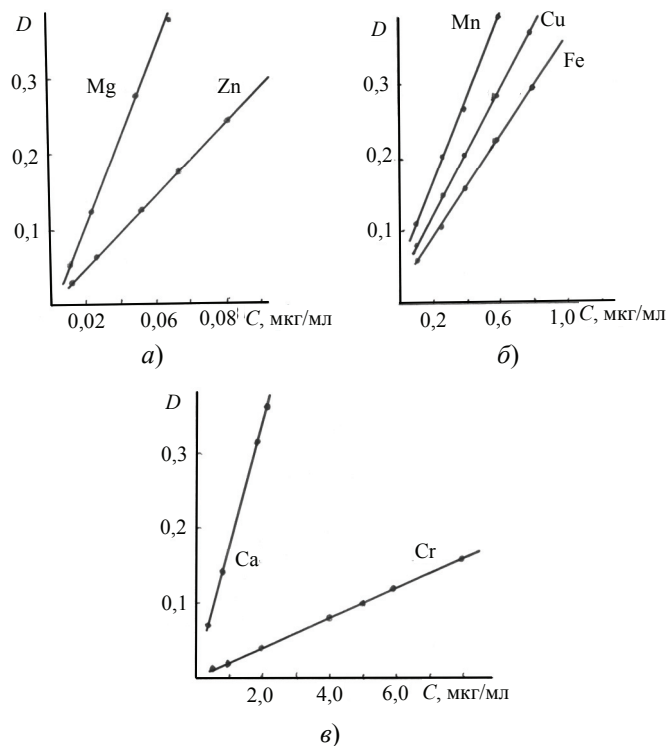 D
Mg
Zn
0,3
0,2
0,1
0,02
0,06
0,08
C, мкг/мл
а)
D
Mn
Cu
Fe
0,3
0,2
0,1
0,2
0,6
1,0
C, мкг/мл
б)
D
0,3
0,2
0,1
Ca
Cr
2,0
4,0
6,0
C, мкг/мл
в)